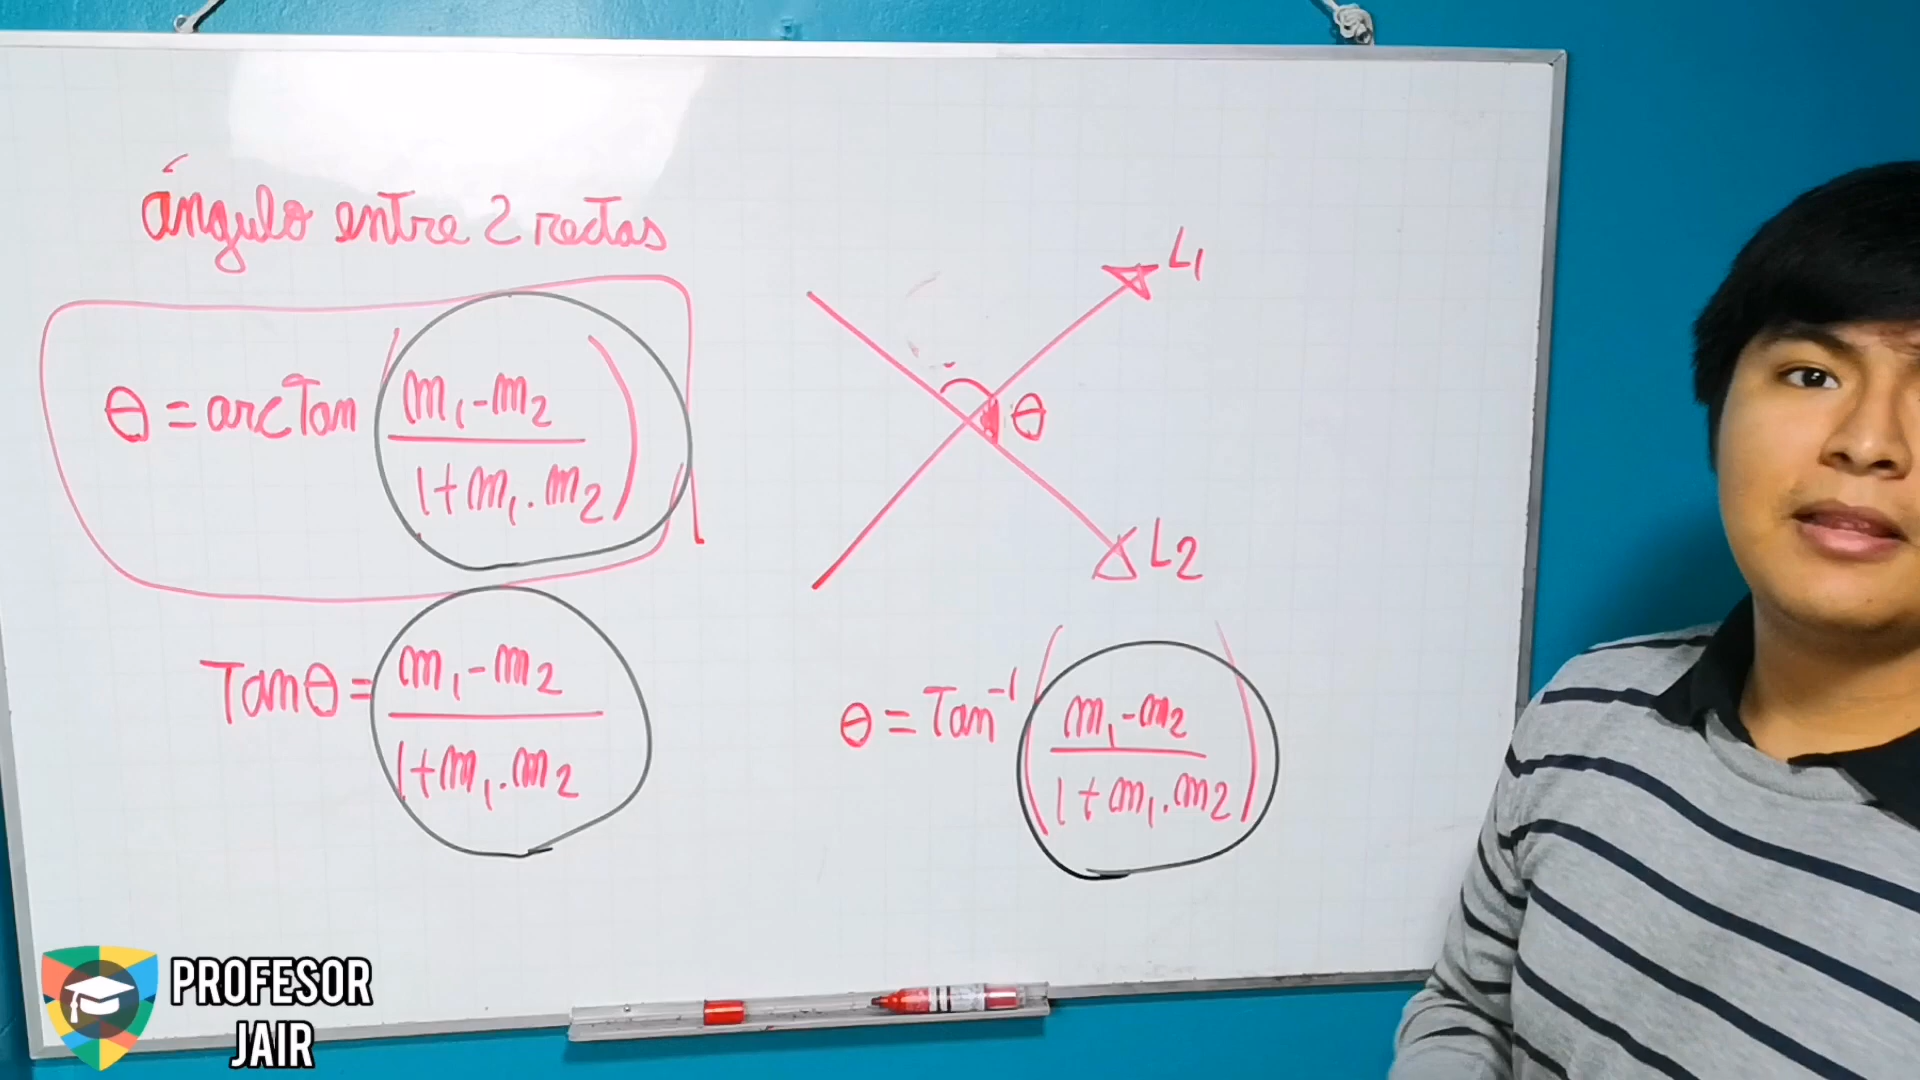 ángulo entre 2 rectas
θ = arcTan (m₁-m₂ / 1+m₁.m₂)
L₁
θ
L2
Tanθ = m₁-m₂ / 1+m₁.m₂
θ = Tan⁻¹ (m₁-m₂ / 1+m₁.m₂)
PROFESOR
JAIR